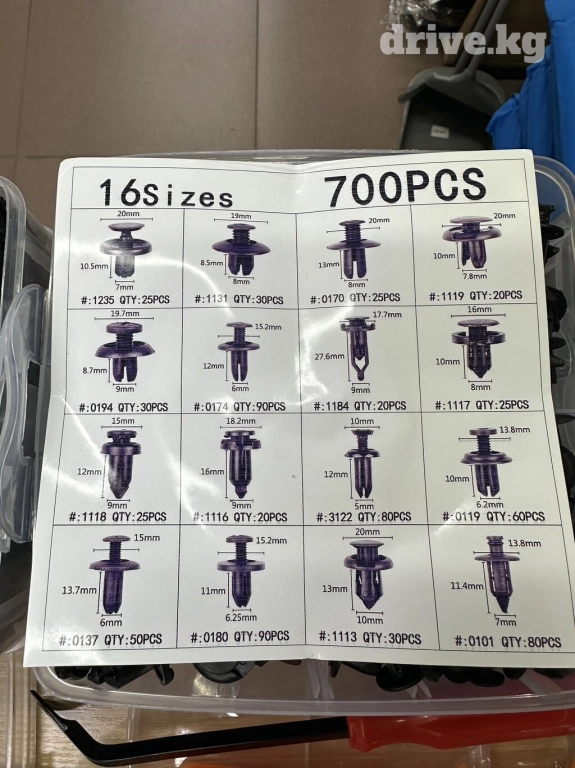 drive.kg
16Sizes 700PCS
20mm 19mm 20mm 20mm
10.5mm 8.5mm 13mm 10mm
7mm 8mm 8mm 7.8mm
#:1235 QTY:25PCS #:1131 QTY:30PCS #:0170 QTY:25PCS #:1119 QTY:20PCS
19.7mm 15.2mm 17.7mm 16mm
8.7mm 12mm 27.6mm 10mm
9mm 6mm 9mm 8mm
#:0194 QTY:30PCS #:0174 QTY:90PCS #:1184 QTY:20PCS #:1117 QTY:25PCS
15mm 18.2mm 10mm 13.8mm
12mm 16mm 12mm 10mm
9mm 9mm 5mm 6.2mm
#:1118 QTY:25PCS #:1116 QTY:20PCS #:3122 QTY:80PCS #:0119 QTY:60PCS
15mm 15.2mm 20mm 13.8mm
13.7mm 11mm 13mm 11.4mm
6mm 6.25mm 10mm 7mm
#:0137 QTY:50PCS #:0180 QTY:90PCS #:1113 QTY:30PCS #:0101 QTY:80PCS